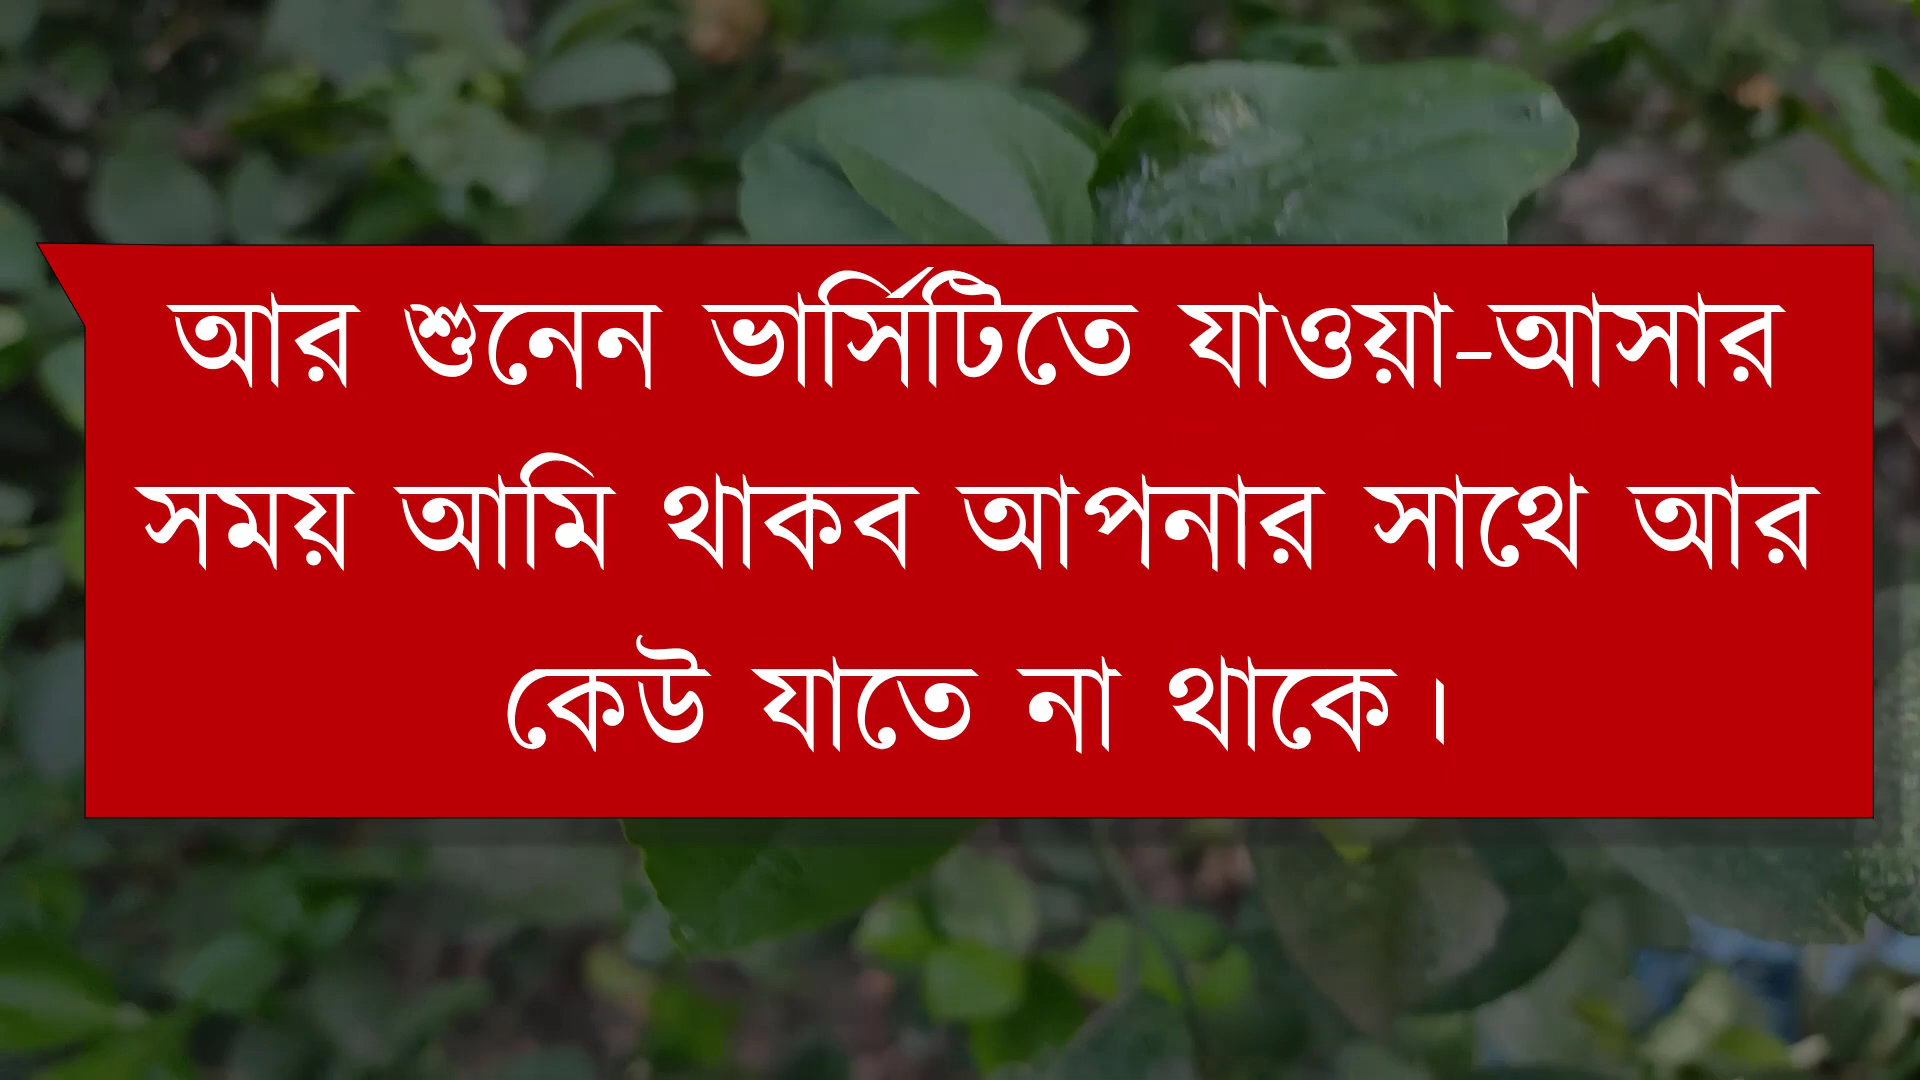 আর শুনেন ভার্সিটিতে যাওয়া-আসার
সময় আমি থাকব আপনার সাথে আর
কেউ যাতে না থাকে।